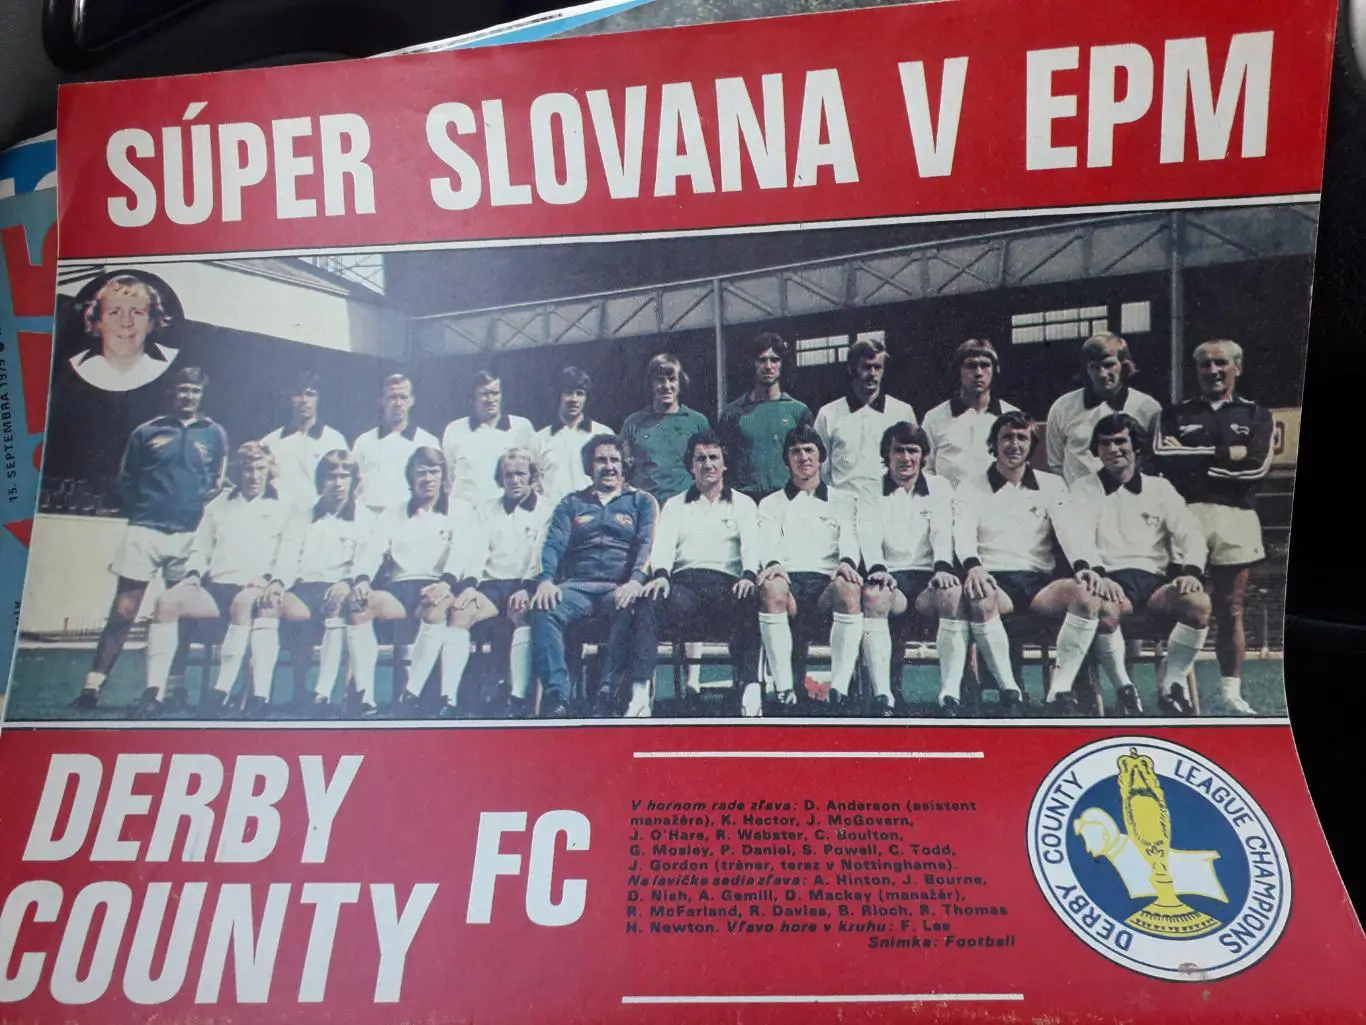 SÚPER SLOVANA V EPM
15. SEPTEMBRA 1975
DERBY
COUNTY
FC
V hornom rade zľava: D. Anderson (asistent
manažéra), K. Hector, J. McGovern,
J. O'Hare, R. Webster, C. Boulton,
G. Mosley, P. Daniel, S. Powell, C. Todd,
J. Gordon (tréner, teraz v Nottinghame).
Na lavičke sedia zľava: A. Hinton, J. Bourne,
D. Nish, A. Gemill, D. Mackay (manažér),
R. McFarland, R. Davies, B. Rioch, R. Thomas
H. Newton. Vľavo hore v kruhu: F. Lee
Snímka: Football
DERBY COUNTY LEAGUE CHAMPIONS